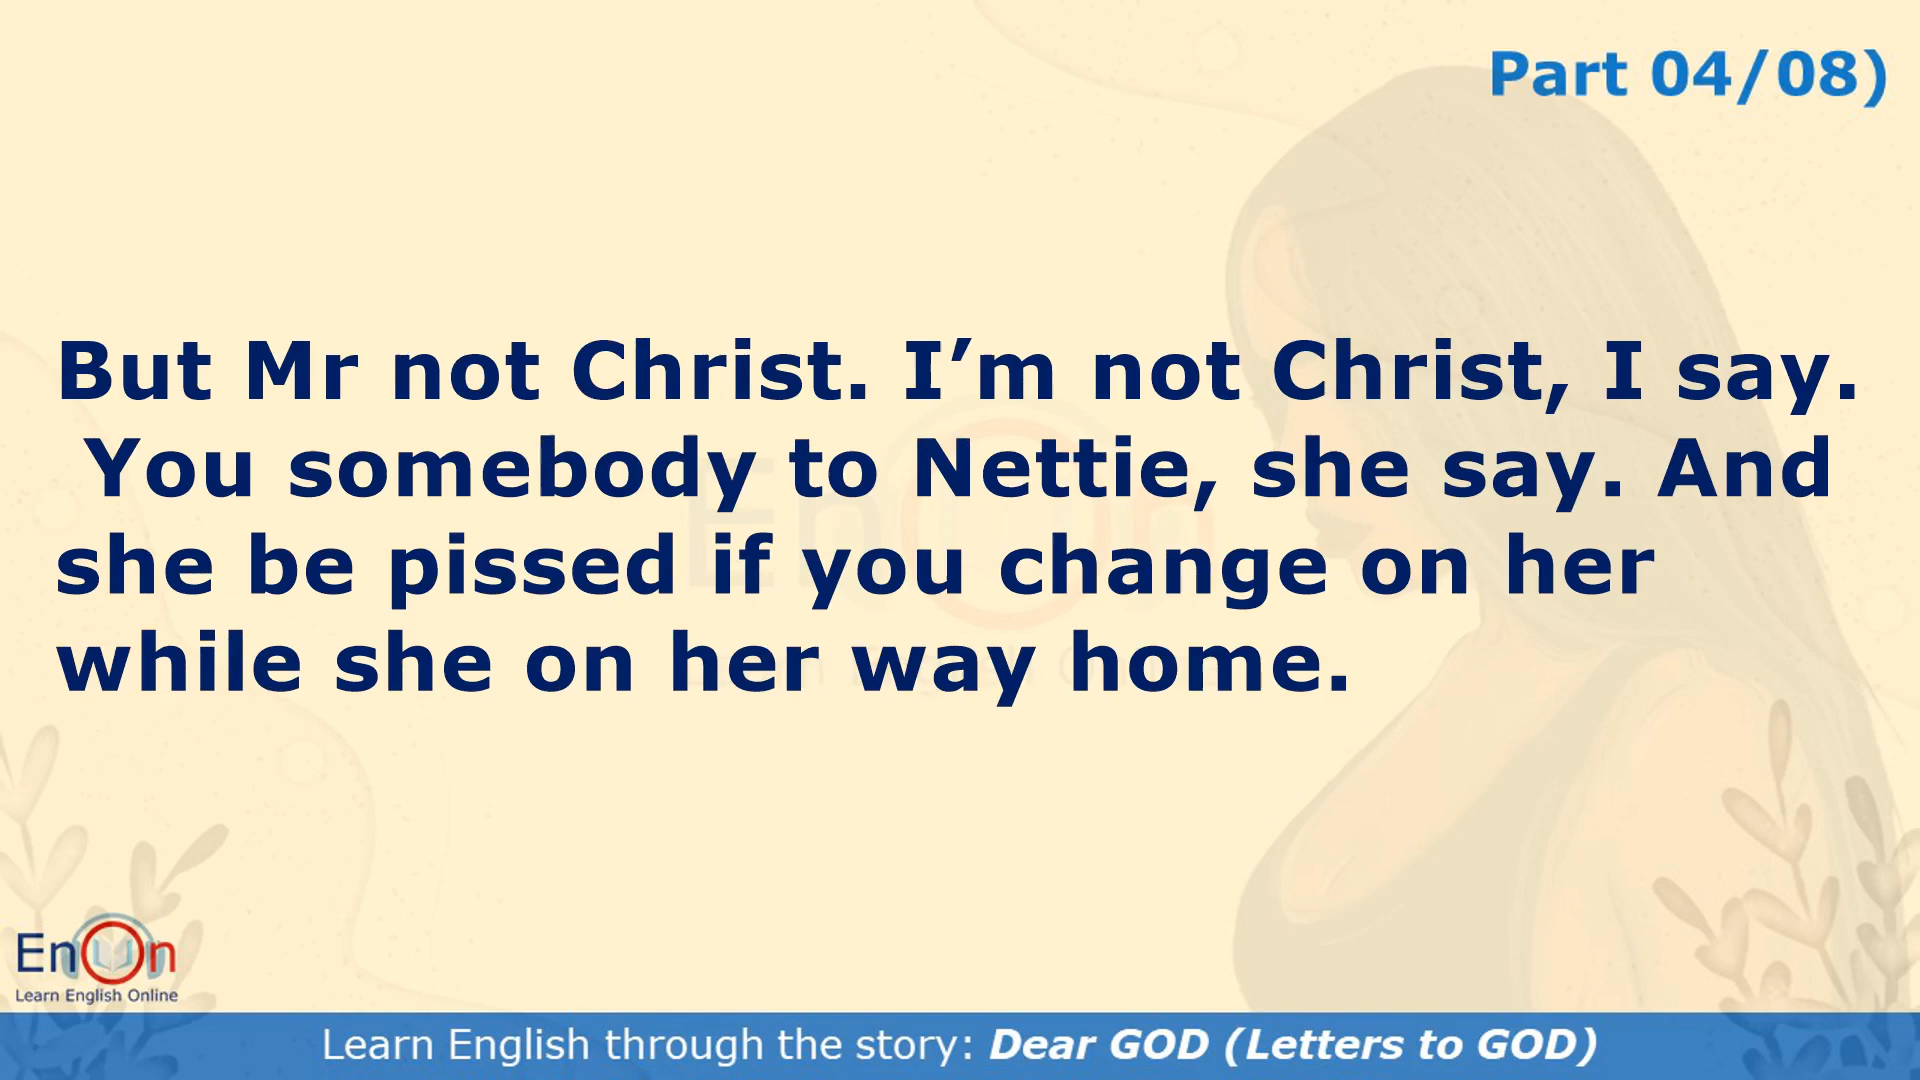 Part 04/08)
But Mr not Christ. I’m not Christ, I say.
You somebody to Nettie, she say. And
she be pissed if you change on her
while she on her way home.
EnOn
Learn English Online
Learn English through the story: Dear GOD (Letters to GOD)